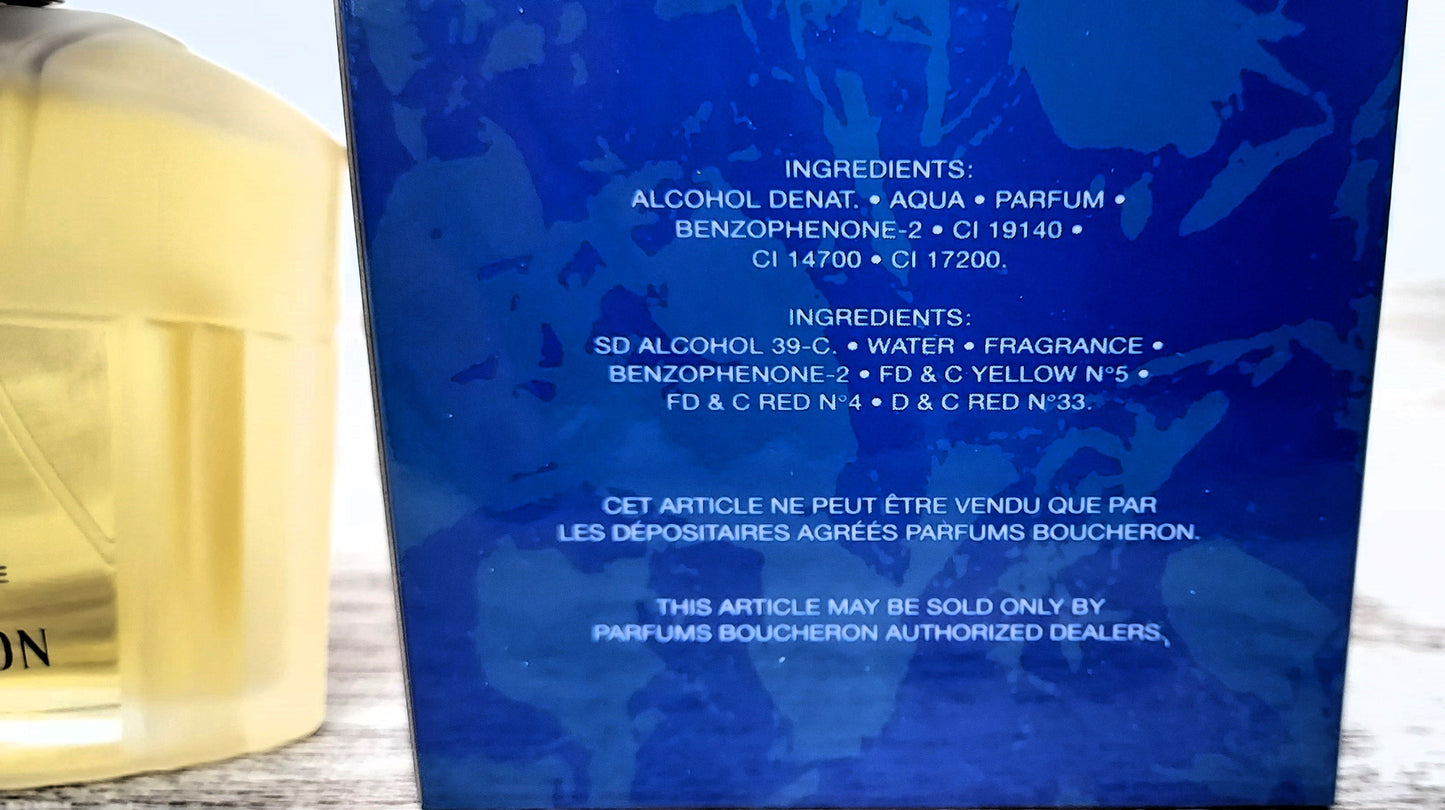 INGREDIENTS:
ALCOHOL DENAT. • AQUA • PARFUM •
BENZOPHENONE-2 • CI 19140 •
CI 14700 • CI 17200.
INGREDIENTS:
SD ALCOHOL 39-C. • WATER • FRAGRANCE •
BENZOPHENONE-2 • FD & C YELLOW N°5 •
FD & C RED N°4 • D & C RED N°33.
CET ARTICLE NE PEUT ÊTRE VENDU QUE PAR
LES DÉPOSITAIRES AGRÉÉS PARFUMS BOUCHERON.
THIS ARTICLE MAY BE SOLD ONLY BY
PARFUMS BOUCHERON AUTHORIZED DEALERS.
E
ON